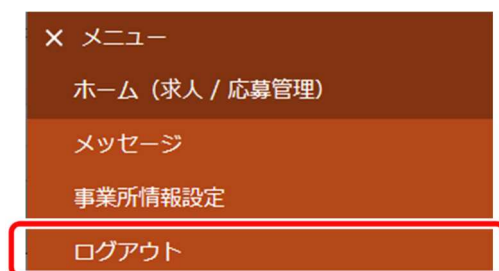 × メニュー
ホーム（求人 / 応募管理）
メッセージ
事業所情報設定
ログアウト